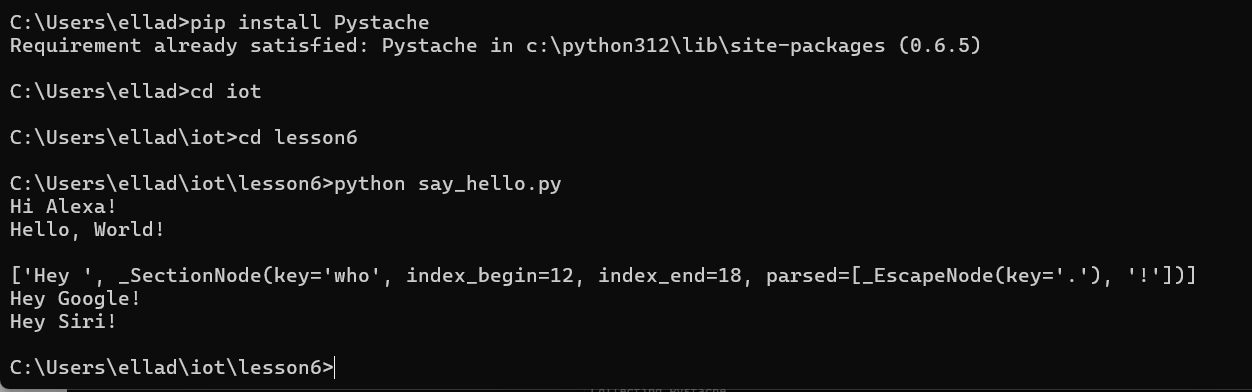 C:\Users\ellad>pip install Pystache
Requirement already satisfied: Pystache in c:\python312\lib\site-packages (0.6.5)
C:\Users\ellad>cd iot
C:\Users\ellad\iot>cd lesson6
C:\Users\ellad\iot\lesson6>python say_hello.py
Hi Alexa!
Hello, World!
['Hey ', _SectionNode(key='who', index_begin=12, index_end=18, parsed=[_EscapeNode(key='.'), '!'])]
Hey Google!
Hey Siri!
C:\Users\ellad\iot\lesson6>